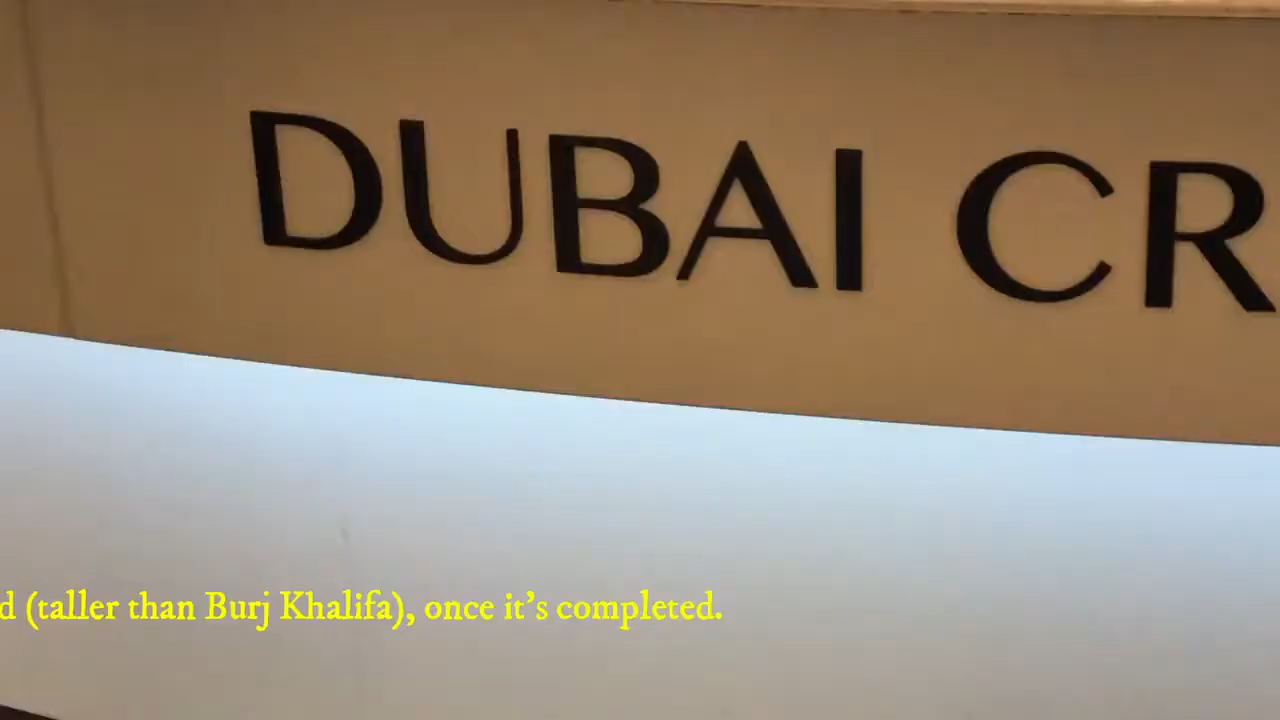 DUBAI CR
d (taller than Burj Khalifa), once it's completed.